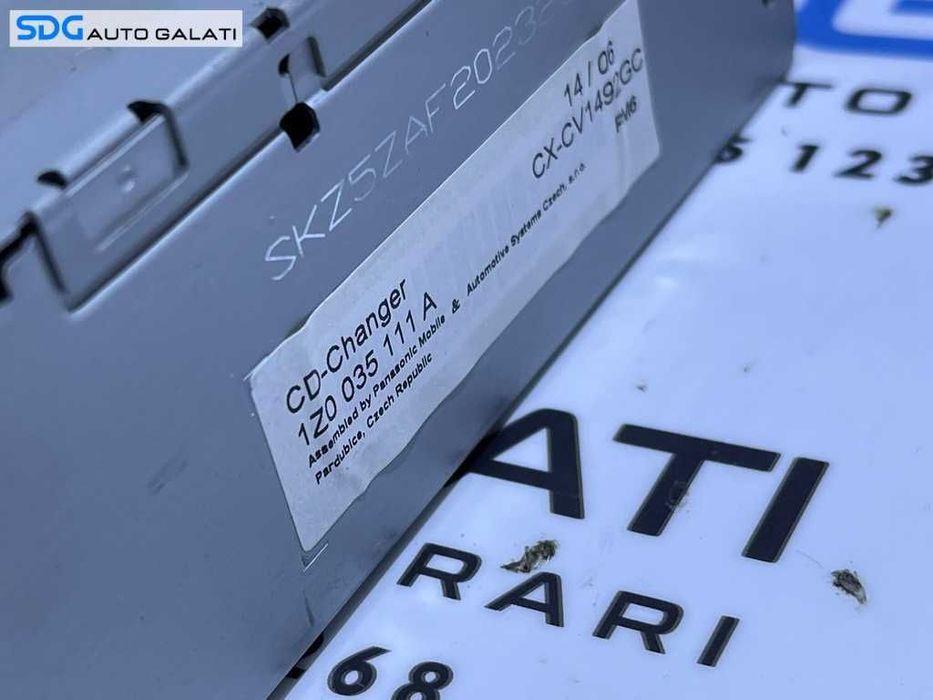 SDG AUTO GALATI
SKZ5ZAF2023
14 / 06
CX-CV1492GC
FW6
CD-Changer
1Z0 035 111 A
Assembled by Panasonic Mobile & Automotive Systems Czech, s.r.o.
Pardubice, Czech Republic
TO
5 123
ATI
RARI
68